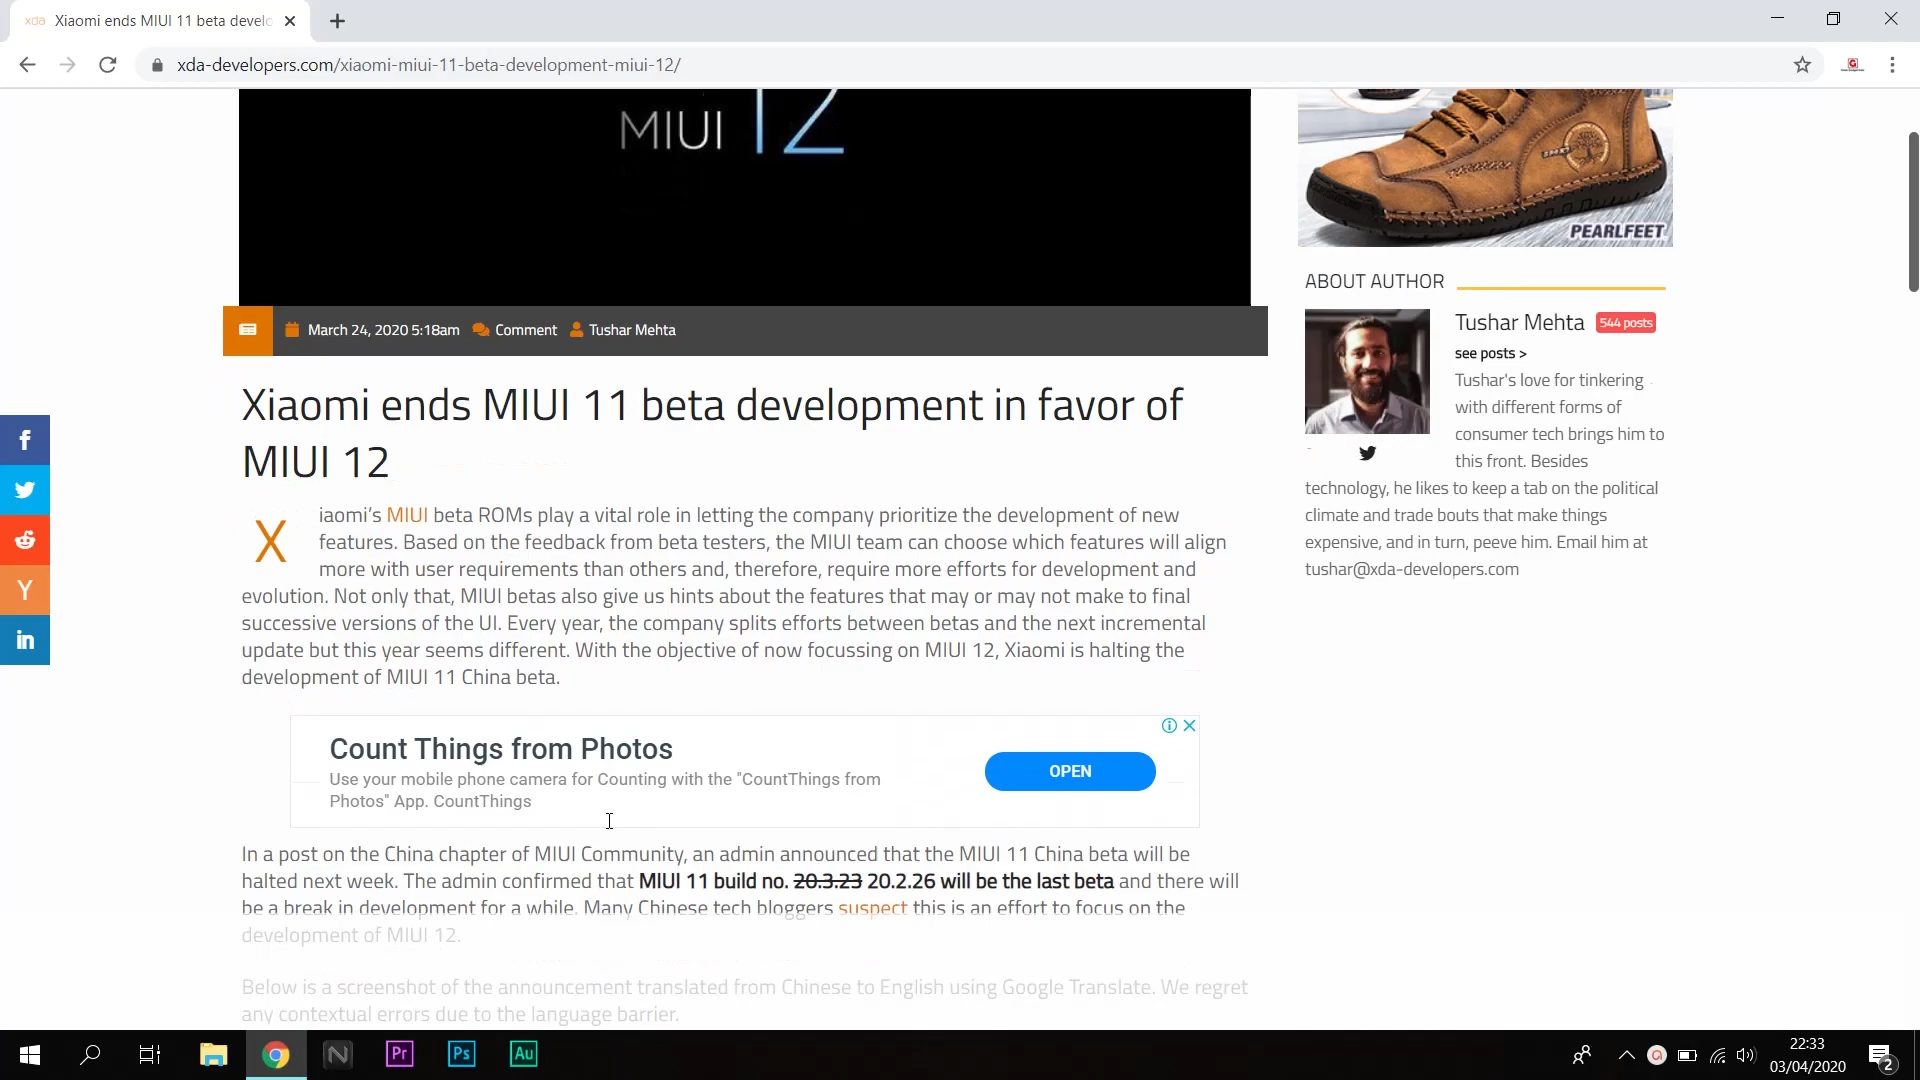 xda Xiaomi ends MIUI 11 beta develo
xda-developers.com/xiaomi-miui-11-beta-development-miui-12/
MIUI 12
PEARLFEET
March 24, 2020 5:18am Comment Tushar Mehta
Xiaomi ends MIUI 11 beta development in favor of
MIUI 12
Xiaomi's MIUI beta ROMs play a vital role in letting the company prioritize the development of new
features. Based on the feedback from beta testers, the MIUI team can choose which features will align
more with user requirements than others and, therefore, require more efforts for development and
evolution. Not only that, MIUI betas also give us hints about the features that may or may not make to final
successive versions of the UI. Every year, the company splits efforts between betas and the next incremental
update but this year seems different. With the objective of now focussing on MIUI 12, Xiaomi is halting the
development of MIUI 11 China beta.
Count Things from Photos
Use your mobile phone camera for Counting with the "CountThings from
Photos" App. CountThings
OPEN
In a post on the China chapter of MIUI Community, an admin announced that the MIUI 11 China beta will be
halted next week. The admin confirmed that MIUI 11 build no. 20.3.23 20.2.26 will be the last beta and there will
be a break in development for a while. Many Chinese tech bloggers suspect this is an effort to focus on the
development of MIUI 12.
Below is a screenshot of the announcement translated from Chinese to English using Google Translate. We regret
any contextual errors due to the language barrier.
ABOUT AUTHOR
Tushar Mehta 544 posts
see posts >
Tushar's love for tinkering
with different forms of
consumer tech brings him to
this front. Besides
technology, he likes to keep a tab on the political
climate and trade bouts that make things
expensive, and in turn, peeve him. Email him at
tushar@xda-developers.com
f
Y
in
N
Pr
Ps
Au
22:33
03/04/2020
2